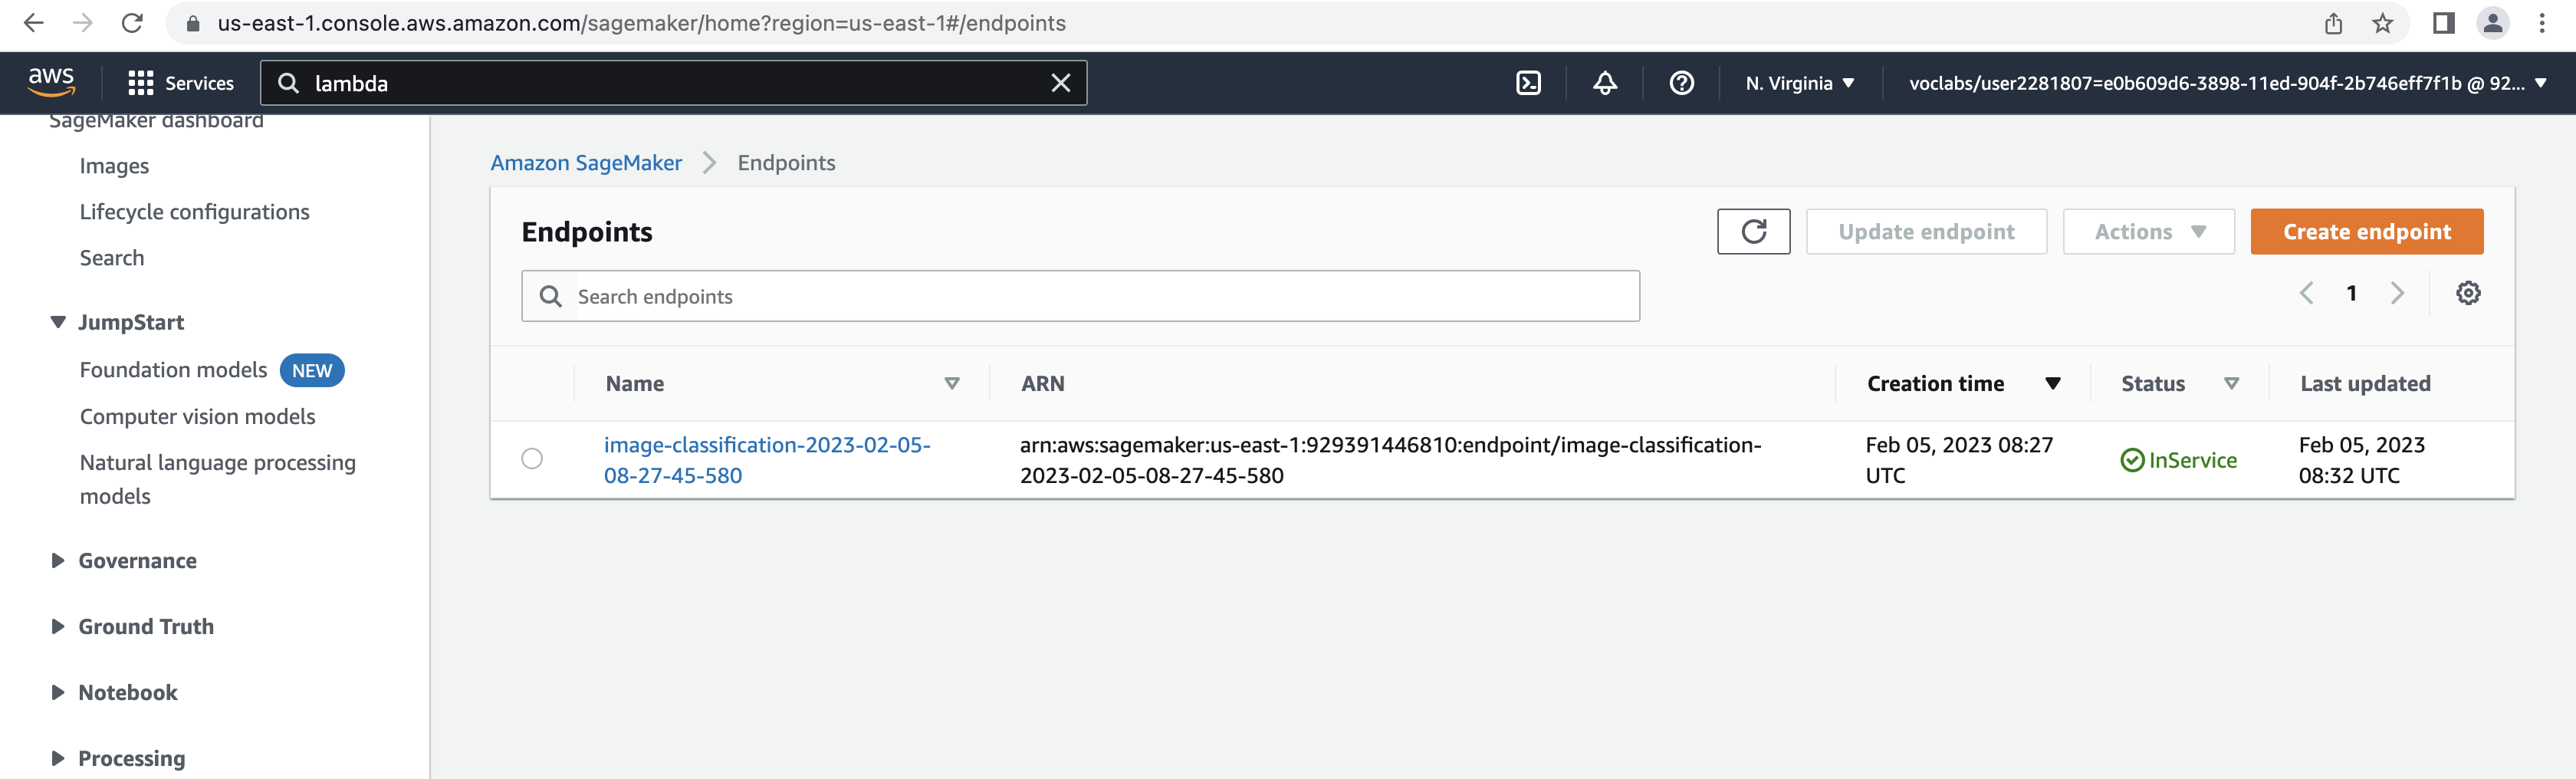 us-east-1.console.aws.amazon.com/sagemaker/home?region=us-east-1#/endpoints
aws
Services
lambda
N. Virginia
voclabs/user2281807=e0b609d6-3898-11ed-904f-2b746eff7f1b @ 92...
SageMaker dashboard
Images
Lifecycle configurations
Search
JumpStart
Foundation models NEW
Computer vision models
Natural language processing
models
Governance
Ground Truth
Notebook
Processing
Amazon SageMaker Endpoints
Endpoints
Update endpoint
Actions
Create endpoint
Search endpoints
1
Name ARN Creation time Status Last updated
image-classification-2023-02-05-
08-27-45-580
arn:aws:sagemaker:us-east-1:929391446810:endpoint/image-classification-
2023-02-05-08-27-45-580
Feb 05, 2023 08:27
UTC
InService
Feb 05, 2023
08:32 UTC